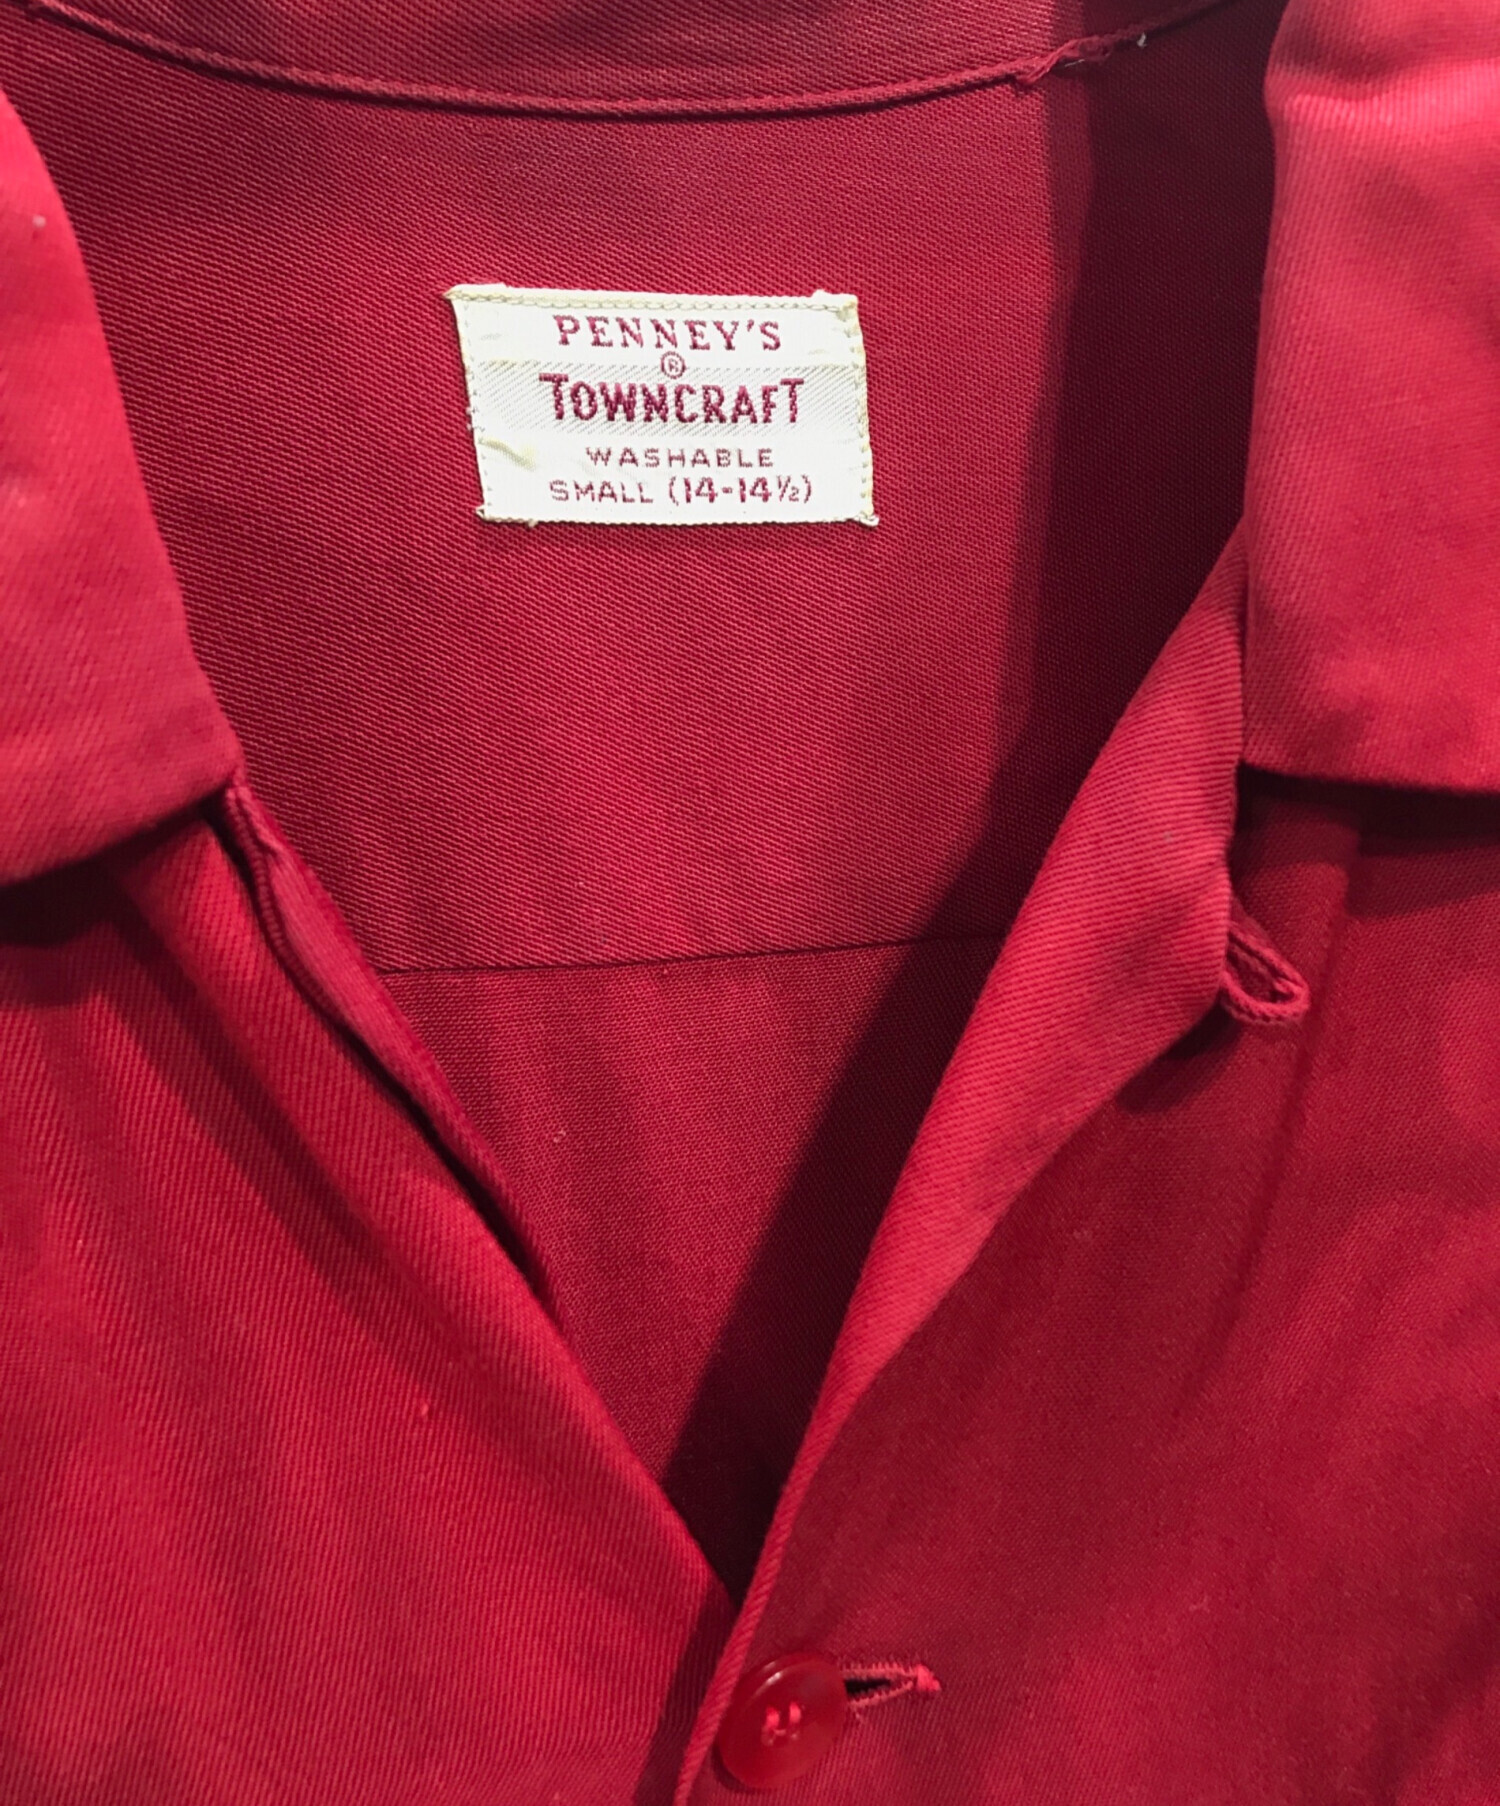 PENNEY'S
®
TOWNCRAFT
WASHABLE
SMALL (14-14½)